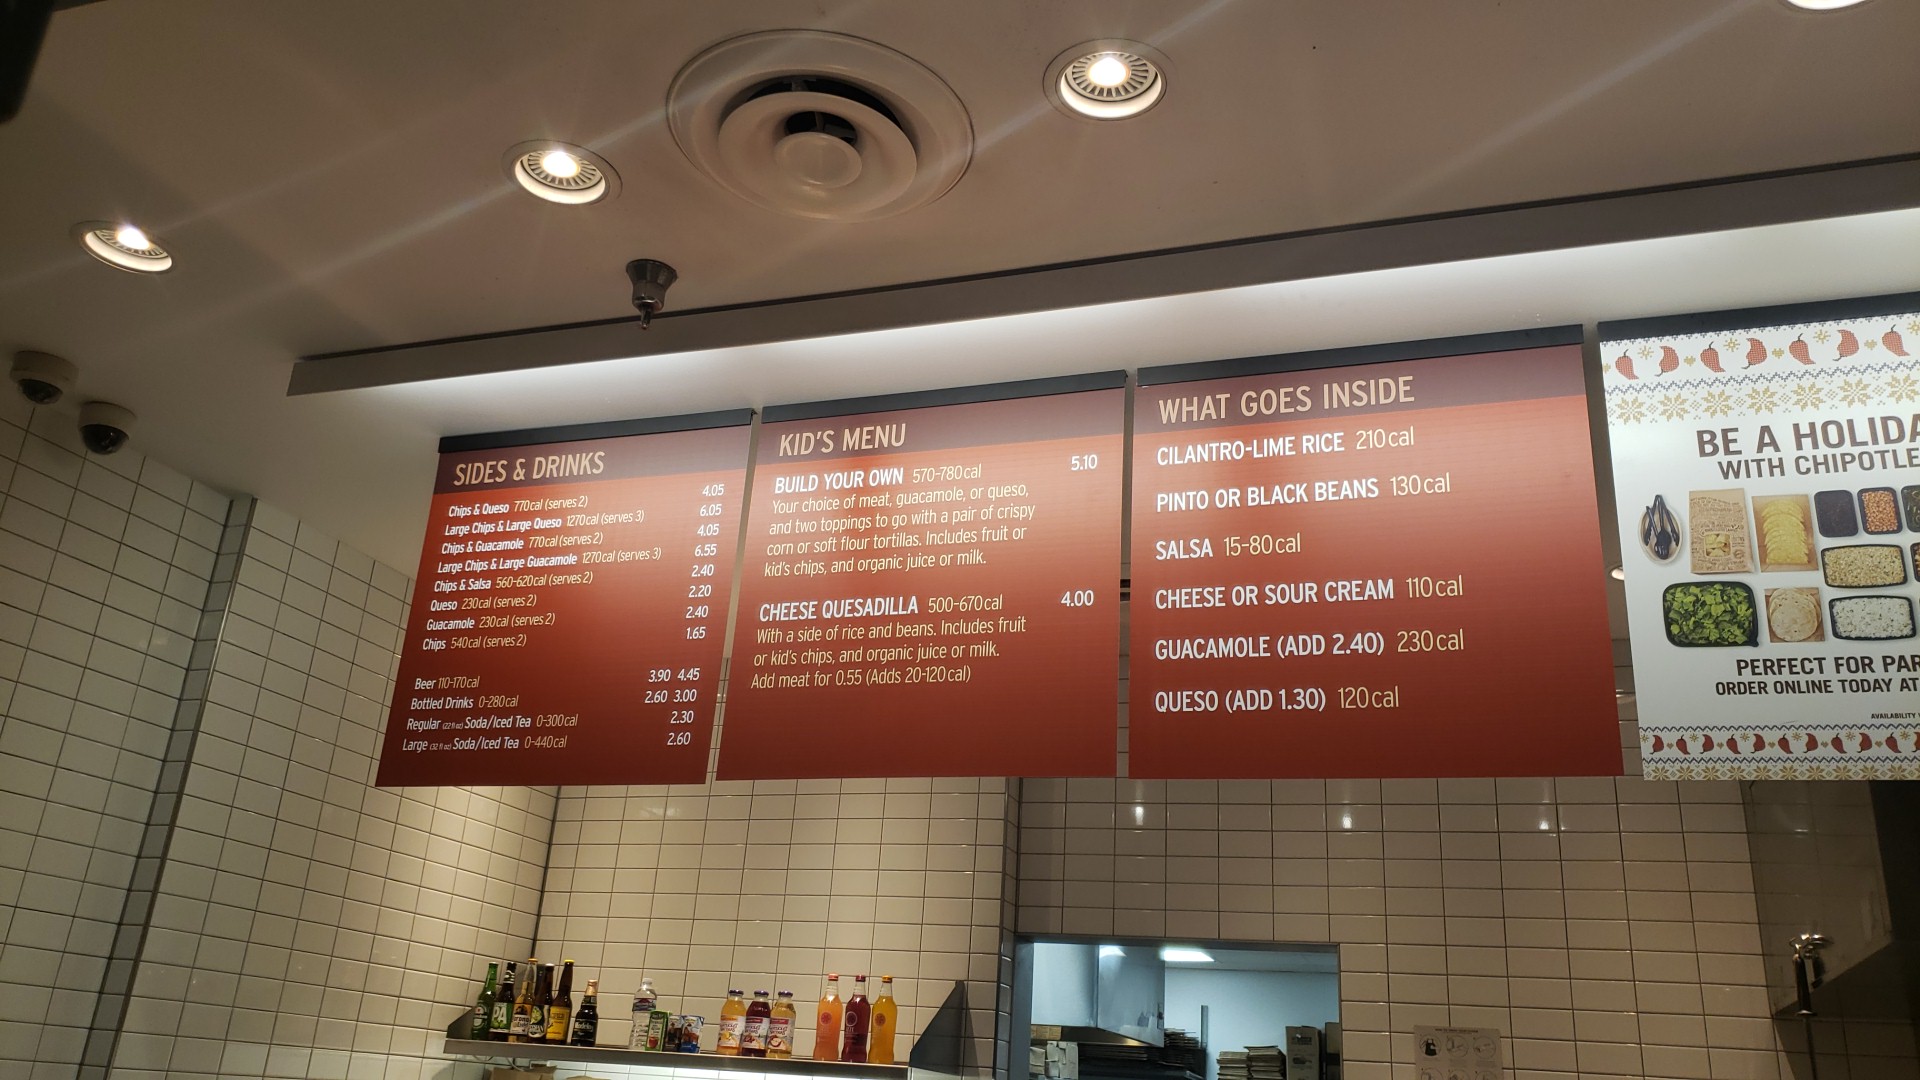 SIDES & DRINKS
Chips & Queso 770cal (serves 2) 4.05
Large Chips & Large Queso 1270cal (serves 3) 6.05
Chips & Guacamole 770cal (serves 2) 4.05
Large Chips & Large Guacamole 1270cal (serves 3) 6.55
Chips & Salsa 560-620cal (serves 2) 2.40
Queso 230cal (serves 2) 2.20
Guacamole 230cal (serves 2) 2.40
Chips 540cal (serves 2) 1.65
Beer 110-170cal 3.90 4.45
Bottled Drinks 0-280cal 2.60 3.00
Regular (22 fl oz) Soda/Iced Tea 0-300cal 2.30
Large (32 fl oz) Soda/Iced Tea 0-440cal 2.60
KID'S MENU
BUILD YOUR OWN 570-780cal 5.10
Your choice of meat, guacamole, or queso,
and two toppings to go with a pair of crispy
corn or soft flour tortillas. Includes fruit or
kid's chips, and organic juice or milk.
CHEESE QUESADILLA 500-670cal 4.00
With a side of rice and beans. Includes fruit
or kid's chips, and organic juice or milk.
Add meat for 0.55 (Adds 20-120cal)
WHAT GOES INSIDE
CILANTRO-LIME RICE 210cal
PINTO OR BLACK BEANS 130cal
SALSA 15-80cal
CHEESE OR SOUR CREAM 110cal
GUACAMOLE (ADD 2.40) 230cal
QUESO (ADD 1.30) 120cal
BE A HOLIDA
WITH CHIPOTLE
PERFECT FOR PAR
ORDER ONLINE TODAY AT
AVAILABILITY